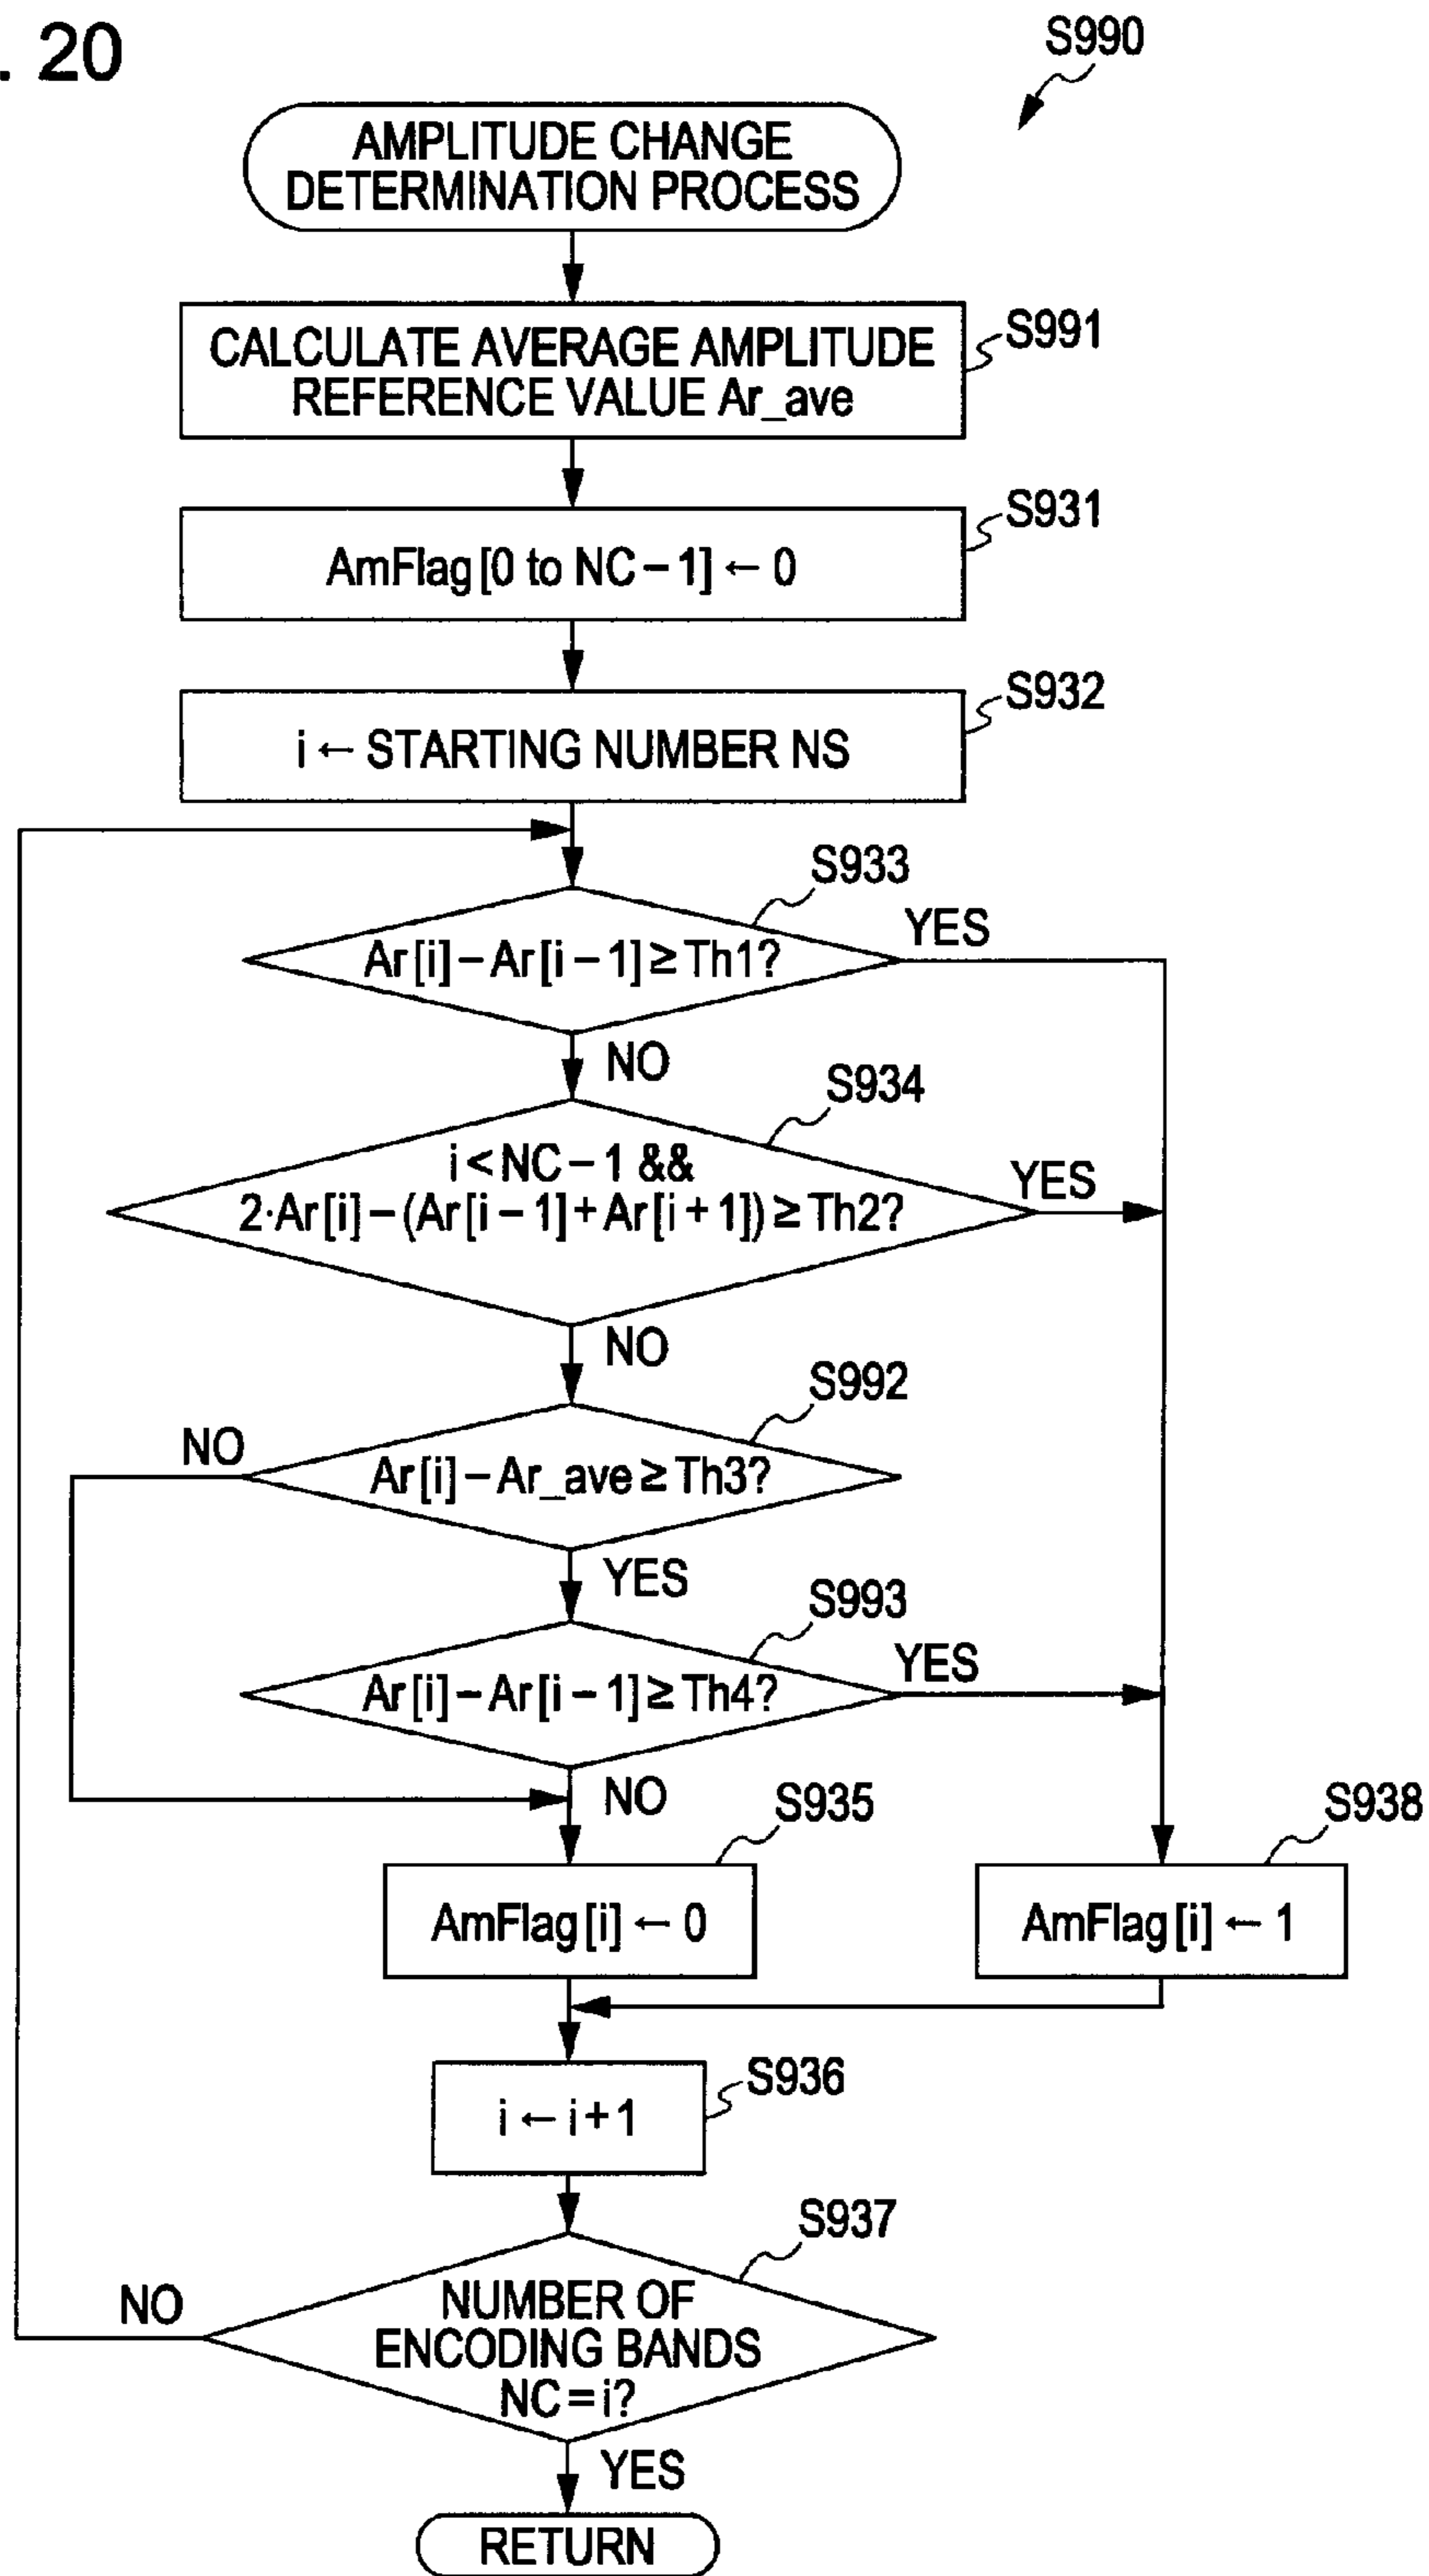 . 20
S990
AMPLITUDE CHANGE
DETERMINATION PROCESS
CALCULATE AVERAGE AMPLITUDE
REFERENCE VALUE Ar_ave
S991
AmFlag [0 to NC – 1] ← 0
S931
i ← STARTING NUMBER NS
S932
S933
Ar [i] – Ar [i – 1] ≥ Th1?
YES
NO
S934
i < NC – 1 &&
2·Ar [i] – (Ar [i – 1] + Ar [i + 1]) ≥ Th2?
YES
NO
S992
NO
Ar [i] – Ar_ave ≥ Th3?
YES
S993
Ar [i] – Ar [i – 1] ≥ Th4?
YES
NO
S935
AmFlag [i] ← 0
S938
AmFlag [i] ← 1
S936
i ← i + 1
S937
NO
NUMBER OF
ENCODING BANDS
NC = i?
YES
RETURN